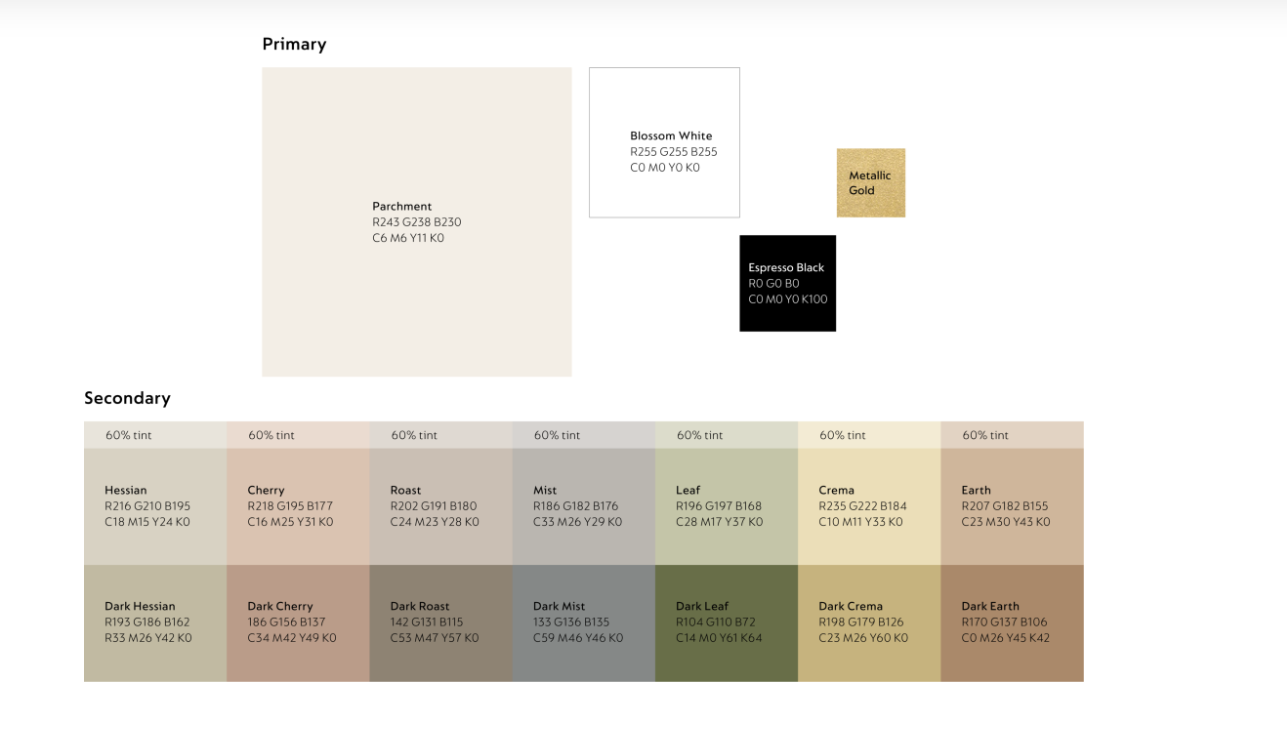 Primary
Parchment
R243 G238 B230
C6 M6 Y11 K0
Blossom White
R255 G255 B255
C0 M0 Y0 K0
Metallic
Gold
Espresso Black
R0 G0 B0
C0 M0 Y0 K100
Secondary
60% tint
60% tint
60% tint
60% tint
60% tint
60% tint
60% tint
Hessian
R216 G210 B195
C18 M15 Y24 K0
Cherry
R218 G195 B177
C16 M25 Y31 K0
Roast
R202 G191 B180
C24 M23 Y28 K0
Mist
R186 G182 B176
C33 M26 Y29 K0
Leaf
R196 G197 B168
C28 M17 Y37 K0
Crema
R235 G222 B184
C10 M11 Y33 K0
Earth
R207 G182 B155
C23 M30 Y43 K0
Dark Hessian
R193 G186 B162
R33 M26 Y42 K0
Dark Cherry
186 G156 B137
C34 M42 Y49 K0
Dark Roast
142 G131 B115
C53 M47 Y57 K0
Dark Mist
133 G136 B135
C59 M46 Y46 K0
Dark Leaf
R104 G110 B72
C14 M0 Y61 K64
Dark Crema
R198 G179 B126
C23 M26 Y60 K0
Dark Earth
R170 G137 B106
C0 M26 Y45 K42